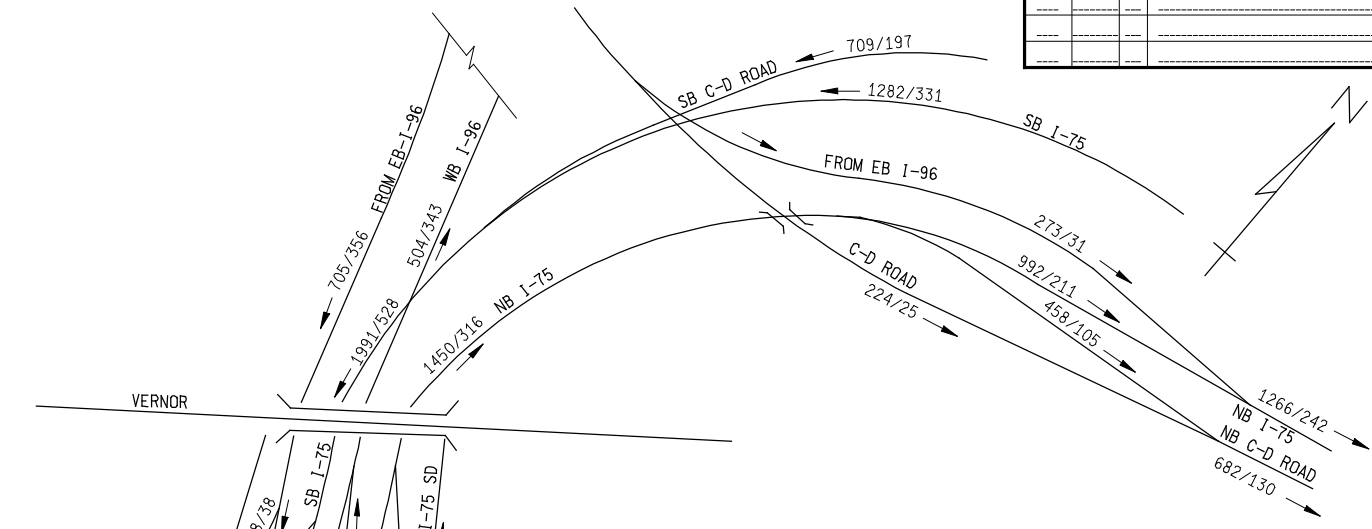 709/197
SB C-D ROAD
1282/331
SB I-75
N
FROM EB-I-96
WB I-96
FROM EB I-96
705/356
504/343
273/31
992/211
C-D ROAD
NB I-75
224/25
458/105
1991/528
1450/316
VERNOR
1266/242
NB I-75
NB C-D ROAD
682/130
SB I-75
I-75 SD
8/38